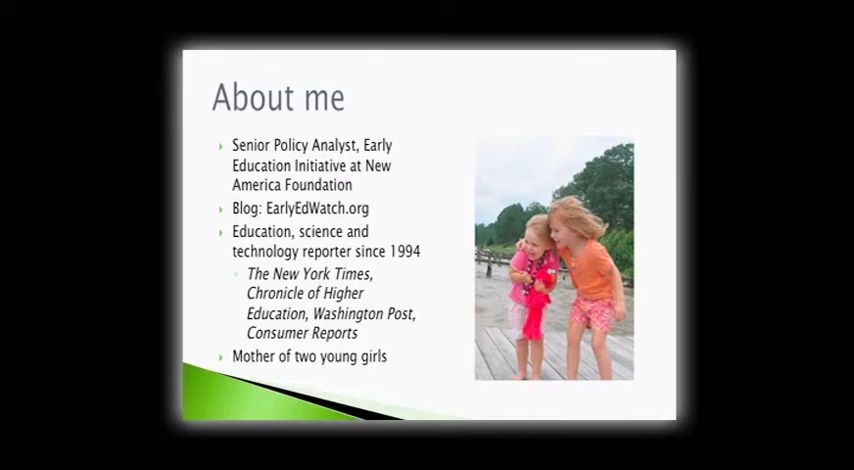 About me
Senior Policy Analyst, Early
Education Initiative at New
America Foundation
Blog: EarlyEdWatch.org
Education, science and
technology reporter since 1994
The New York Times,
Chronicle of Higher
Education, Washington Post,
Consumer Reports
Mother of two young girls